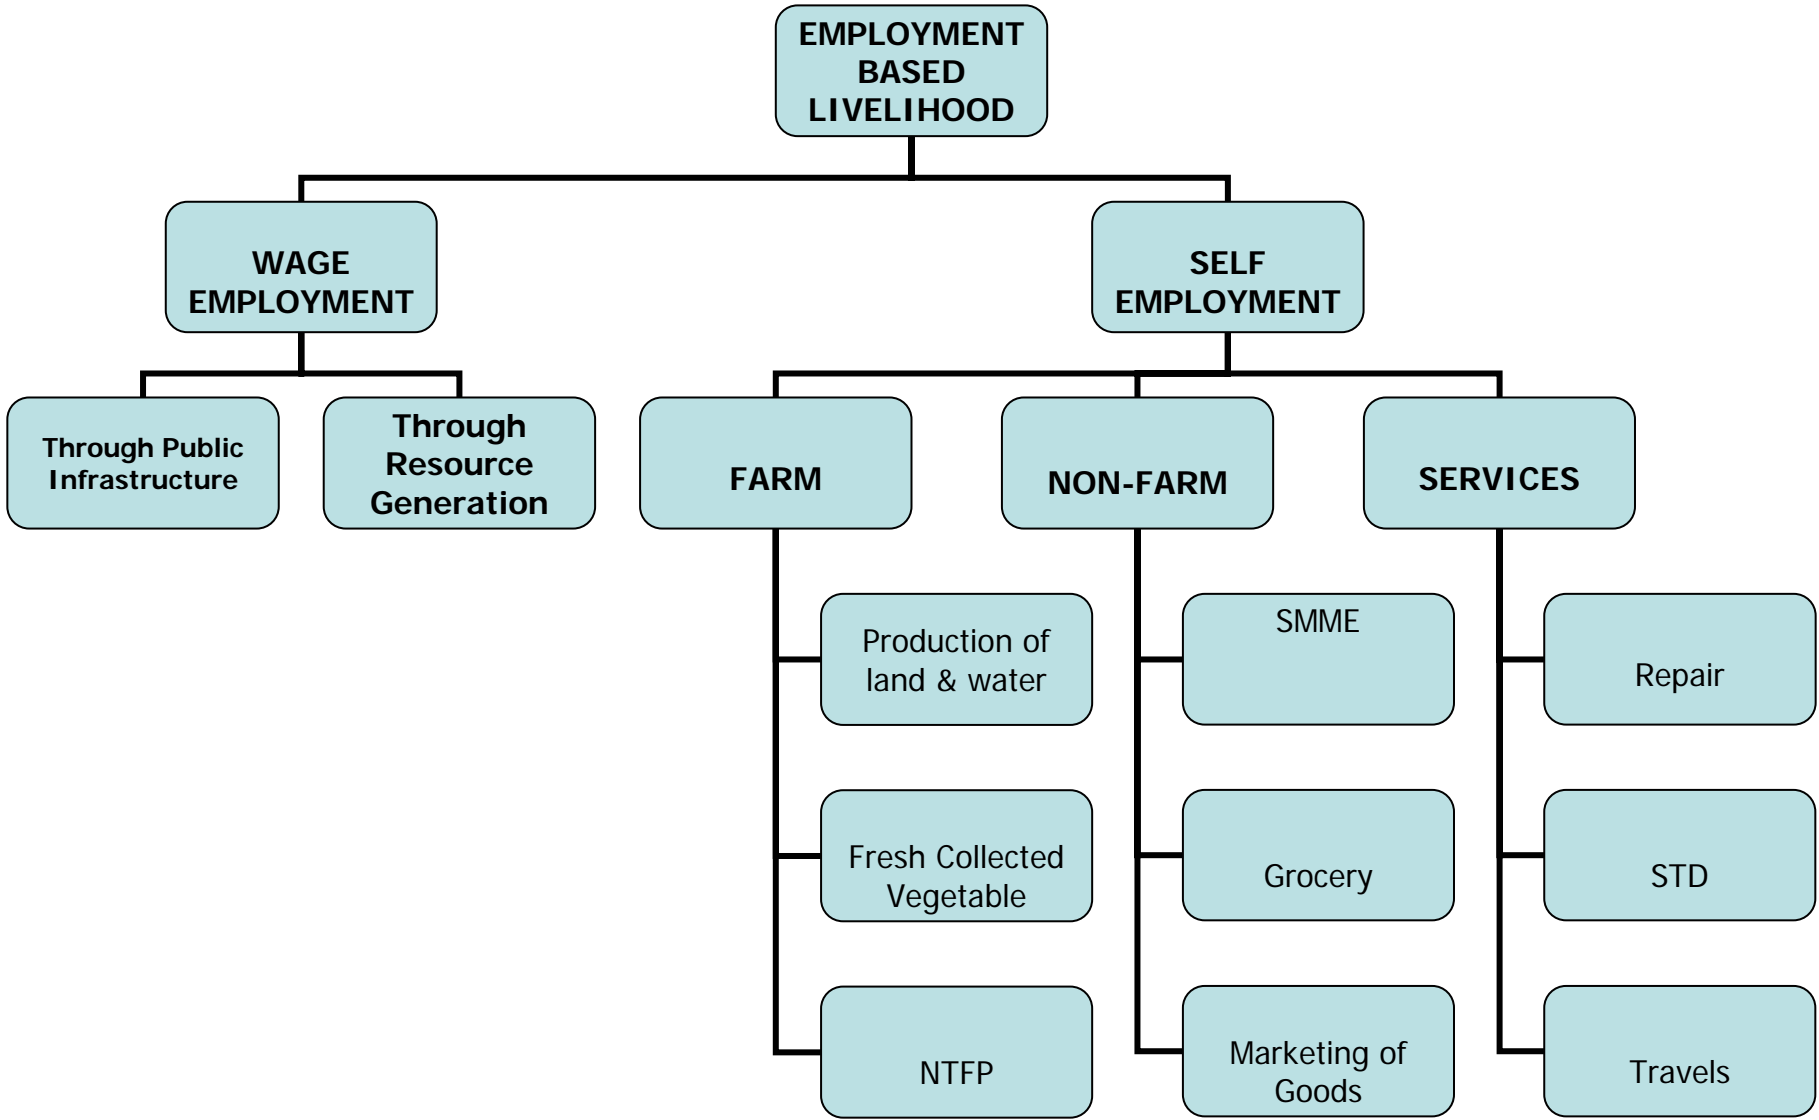 EMPLOYMENT
BASED
LIVELIHOOD
WAGE
EMPLOYMENT
SELF
EMPLOYMENT
Through Public
Infrastructure
Through
Resource
Generation
FARM
NON-FARM
SERVICES
Production of
land & water
SMME
Repair
Fresh Collected
Vegetable
Grocery
STD
NTFP
Marketing of
Goods
Travels